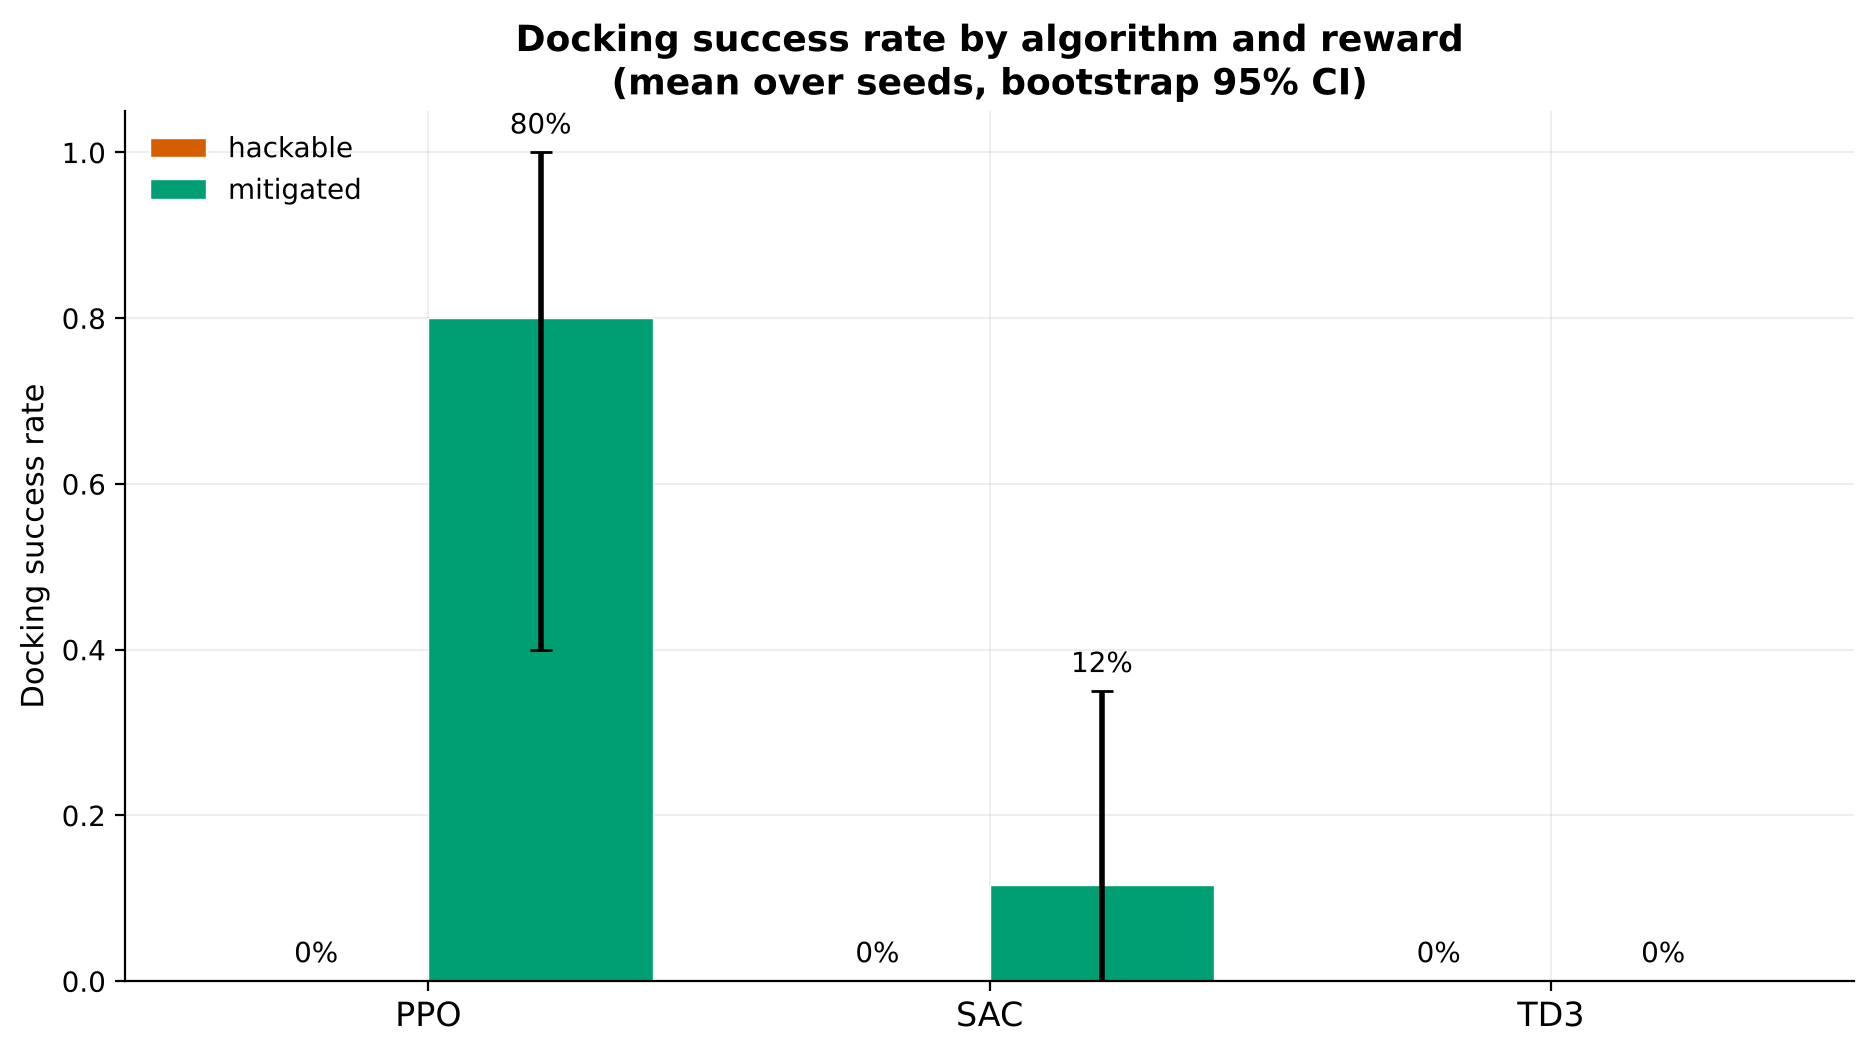 Docking success rate by algorithm and reward
(mean over seeds, bootstrap 95% CI)
80%
hackable
mitigated
1.0
0.8
0.6
0.4
0.2
0.0
Docking success rate
12%
0%
0%
0%
0%
PPO
SAC
TD3